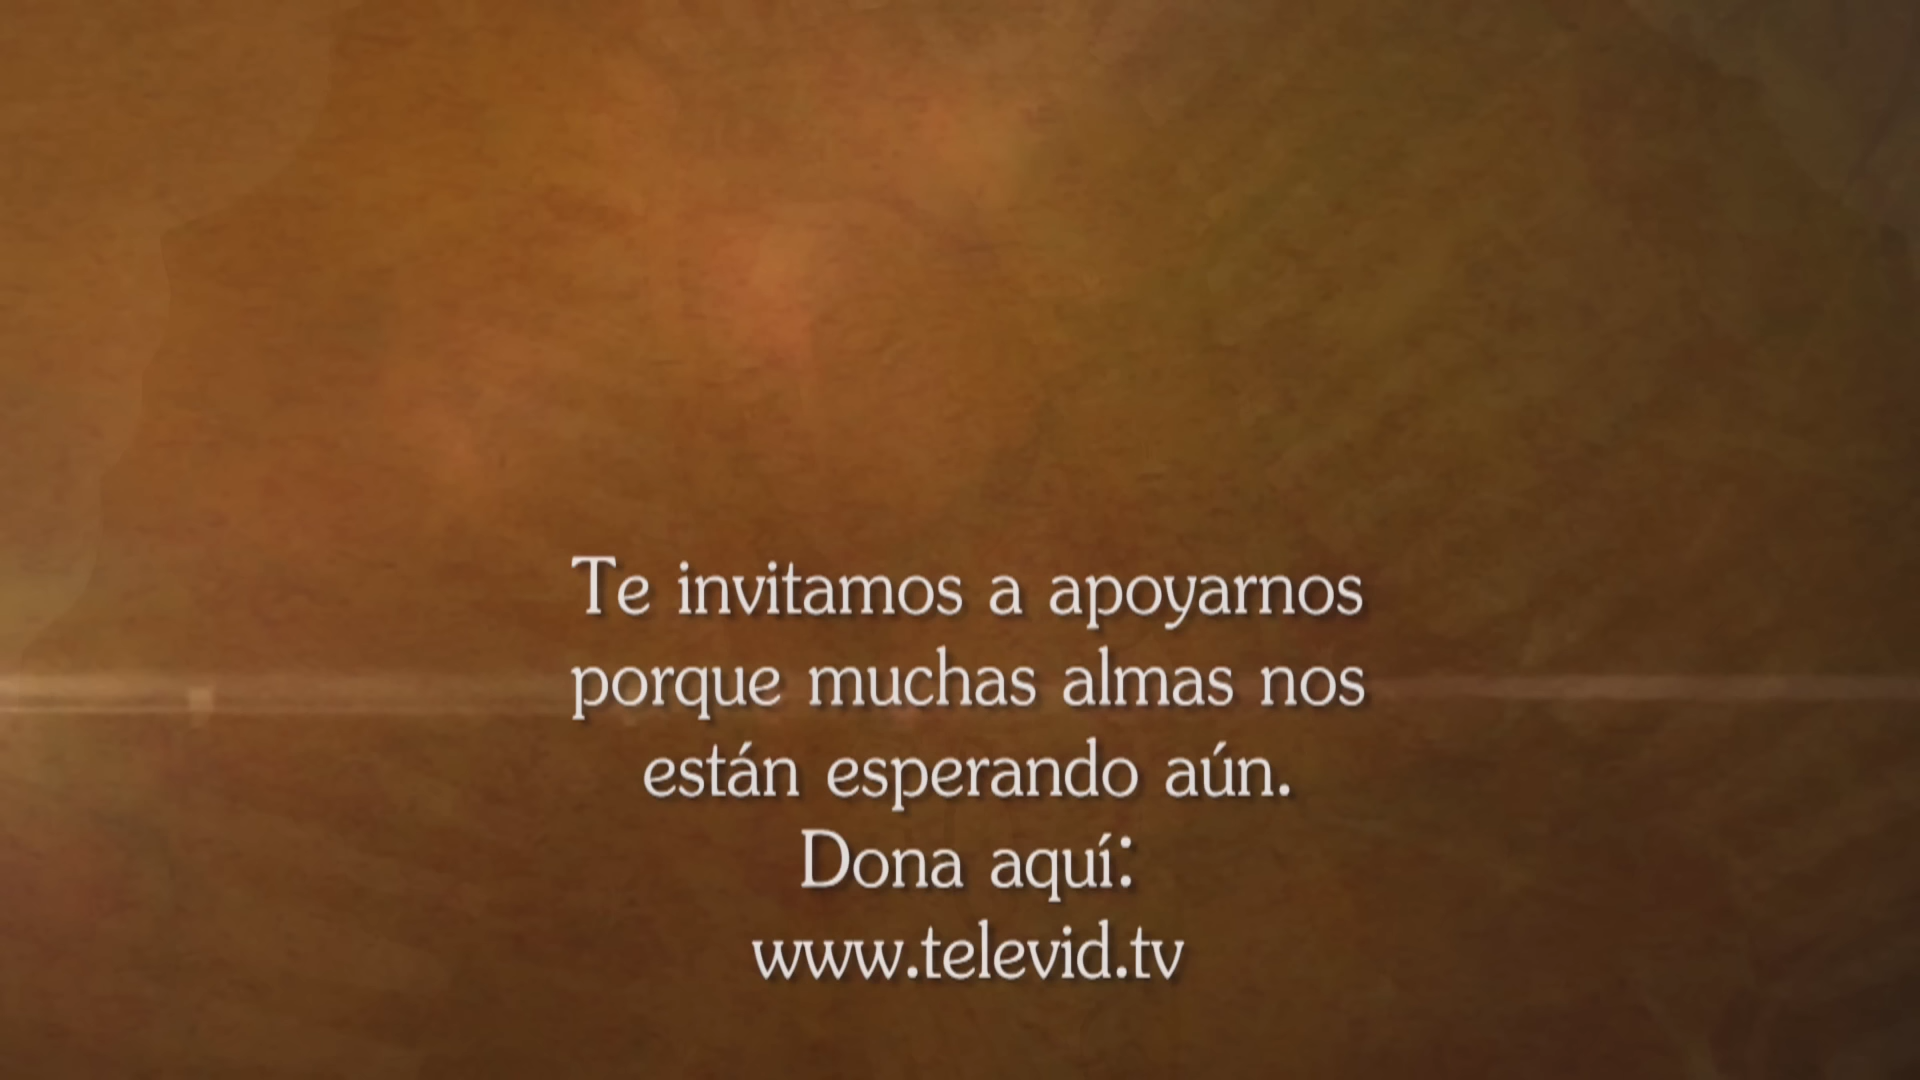 Te invitamos a apoyarnos
porque muchas almas nos
están esperando aún.
Dona aquí:
www.televid.tv